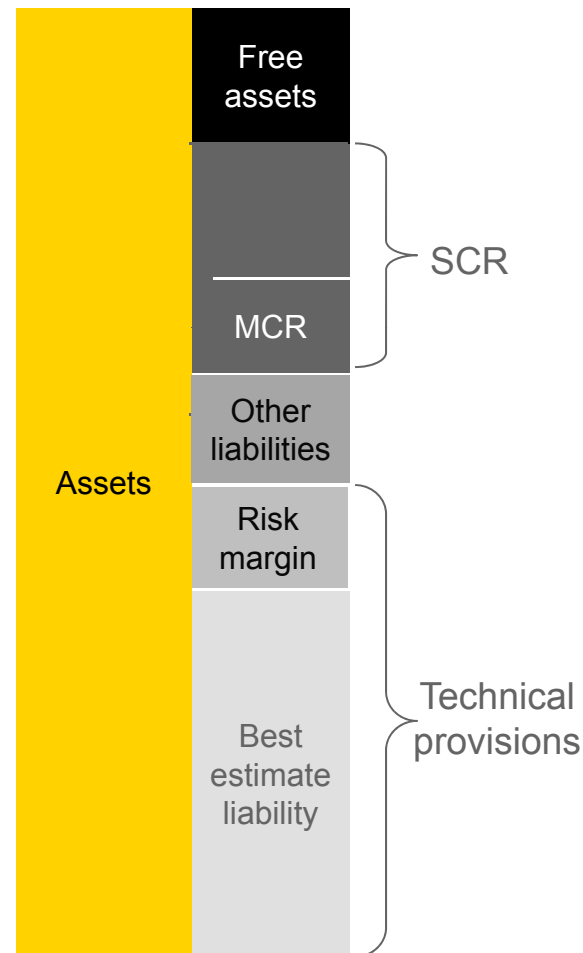 Free
assets
SCR
MCR
Other
liabilities
Assets
Risk
margin
Technical
provisions
Best
estimate
liability